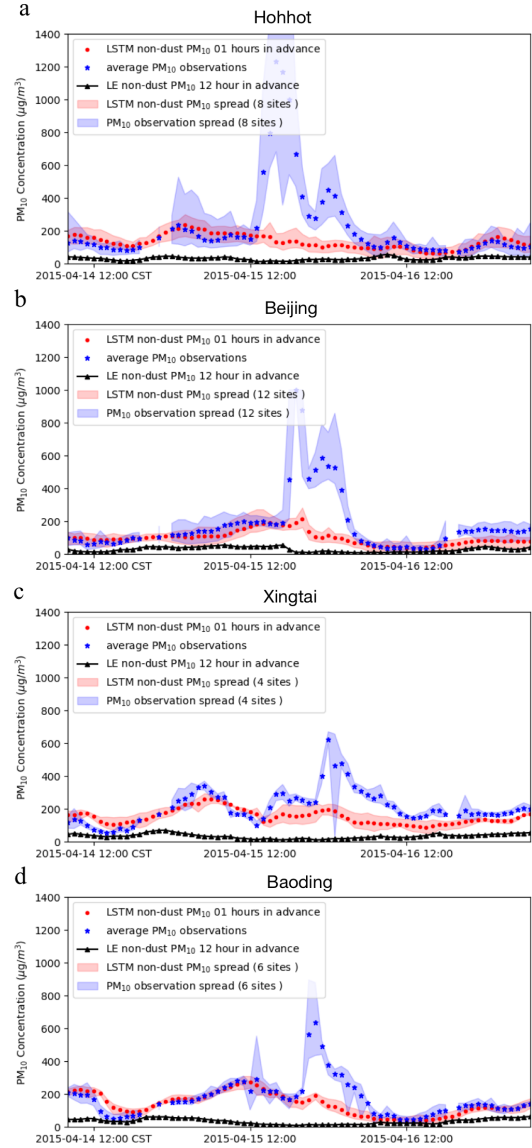 a
Hohhot
1400
1200
1000
800
600
400
200
0
PM10 Concentration (μg/m³)
LSTM non-dust PM10 01 hours in advance
average PM10 observations
LE non-dust PM10 12 hour in advance
LSTM non-dust PM10 spread (8 sites )
PM10 observation spread (8 sites )
2015-04-14 12:00 CST 2015-04-15 12:00 2015-04-16 12:00
b
Beijing
1400
1200
1000
800
600
400
200
0
PM10 Concentration (μg/m³)
LSTM non-dust PM10 01 hours in advance
average PM10 observations
LE non-dust PM10 12 hour in advance
LSTM non-dust PM10 spread (12 sites )
PM10 observation spread (12 sites )
2015-04-14 12:00 CST 2015-04-15 12:00 2015-04-16 12:00
c
Xingtai
1400
1200
1000
800
600
400
200
0
PM10 Concentration (μg/m³)
LSTM non-dust PM10 01 hours in advance
average PM10 observations
LE non-dust PM10 12 hour in advance
LSTM non-dust PM10 spread (4 sites )
PM10 observation spread (4 sites )
2015-04-14 12:00 CST 2015-04-15 12:00 2015-04-16 12:00
d
Baoding
1400
1200
1000
800
600
400
200
0
PM10 Concentration (μg/m³)
LSTM non-dust PM10 01 hours in advance
average PM10 observations
LE non-dust PM10 12 hour in advance
LSTM non-dust PM10 spread (6 sites )
PM10 observation spread (6 sites )
2015-04-14 12:00 CST 2015-04-15 12:00 2015-04-16 12:00